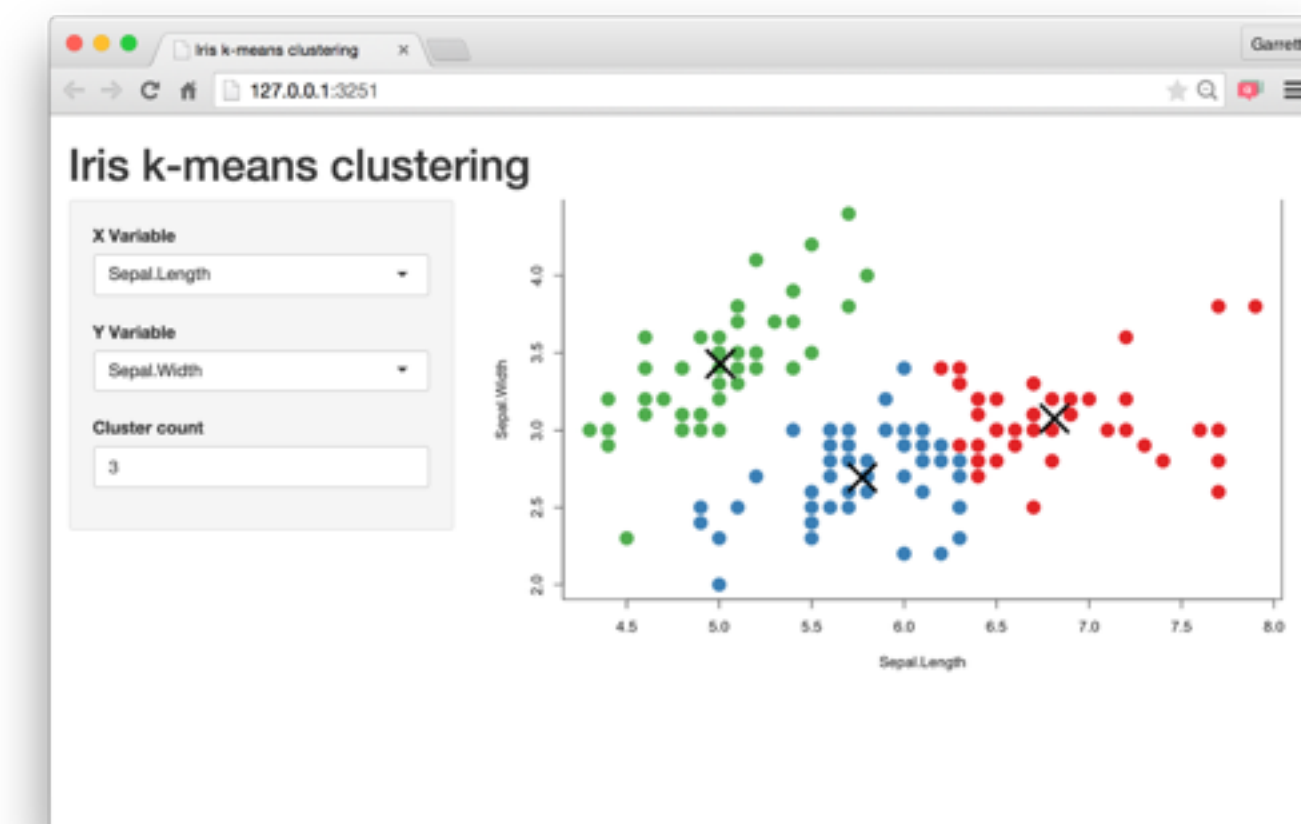 Iris k-means clustering
Garrett
127.0.0.1:3251
Iris k-means clustering
X Variable
Sepal.Length
Y Variable
Sepal.Width
Cluster count
3
Sepal.Width
4.0
3.5
3.0
2.5
2.0
4.5 5.0 5.5 6.0 6.5 7.0 7.5 8.0
Sepal.Length